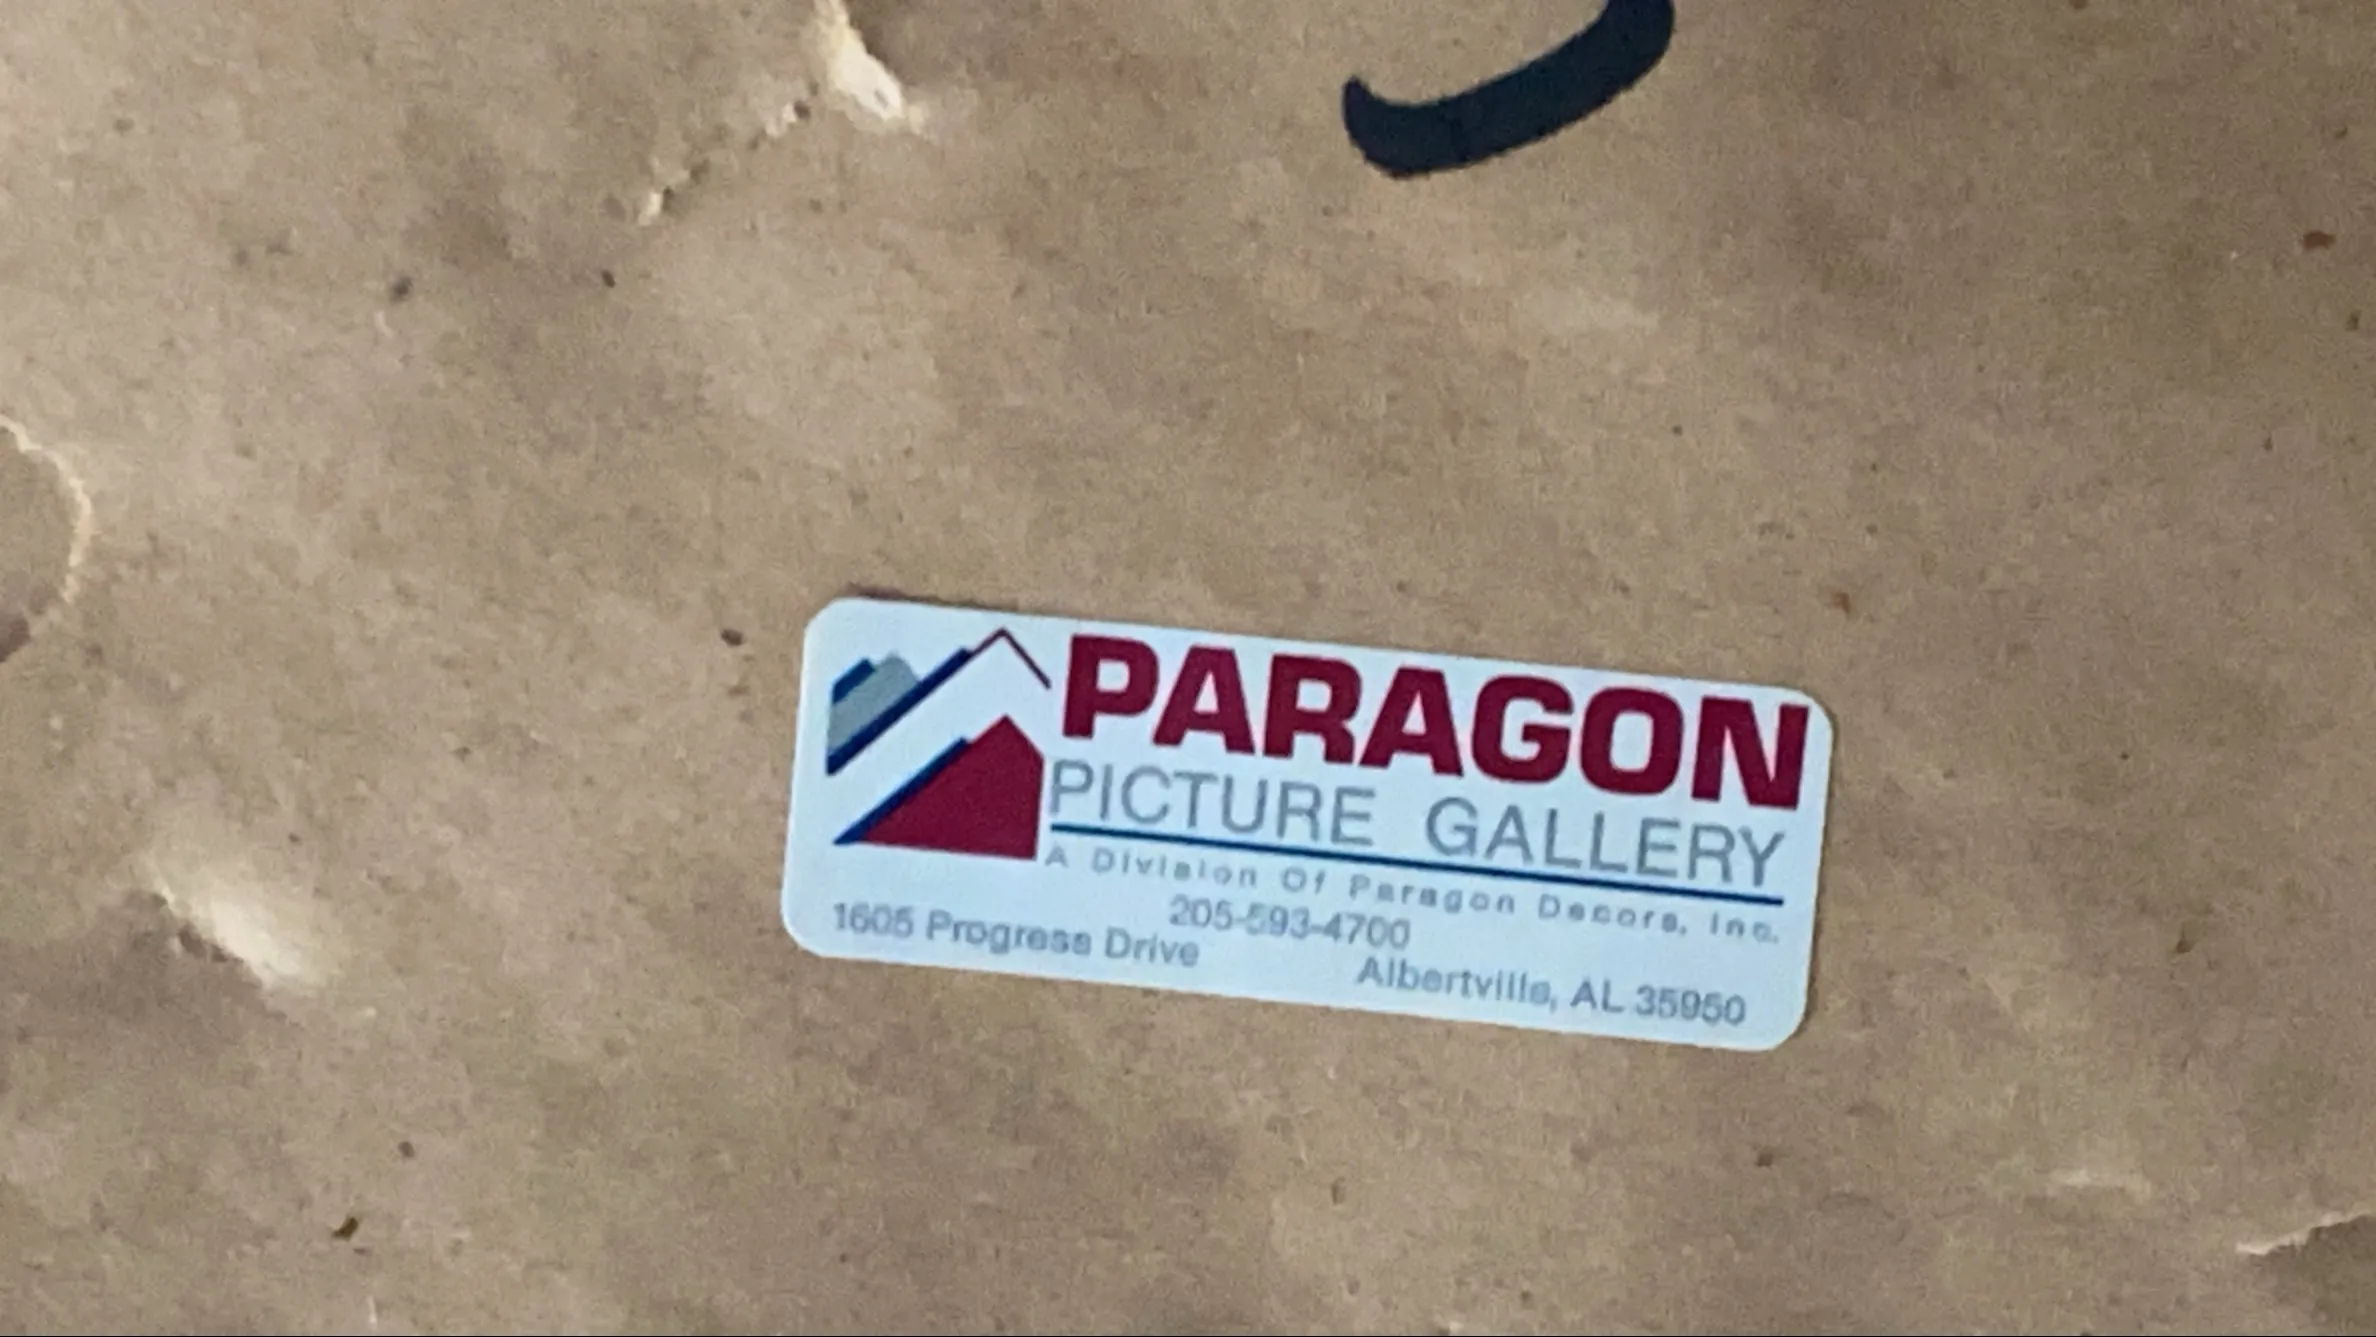 PARAGON
PICTURE GALLERY
A Division Of Paragon Decors, Inc.
205-593-4700
1605 Progress Drive
Albertville, AL 35950